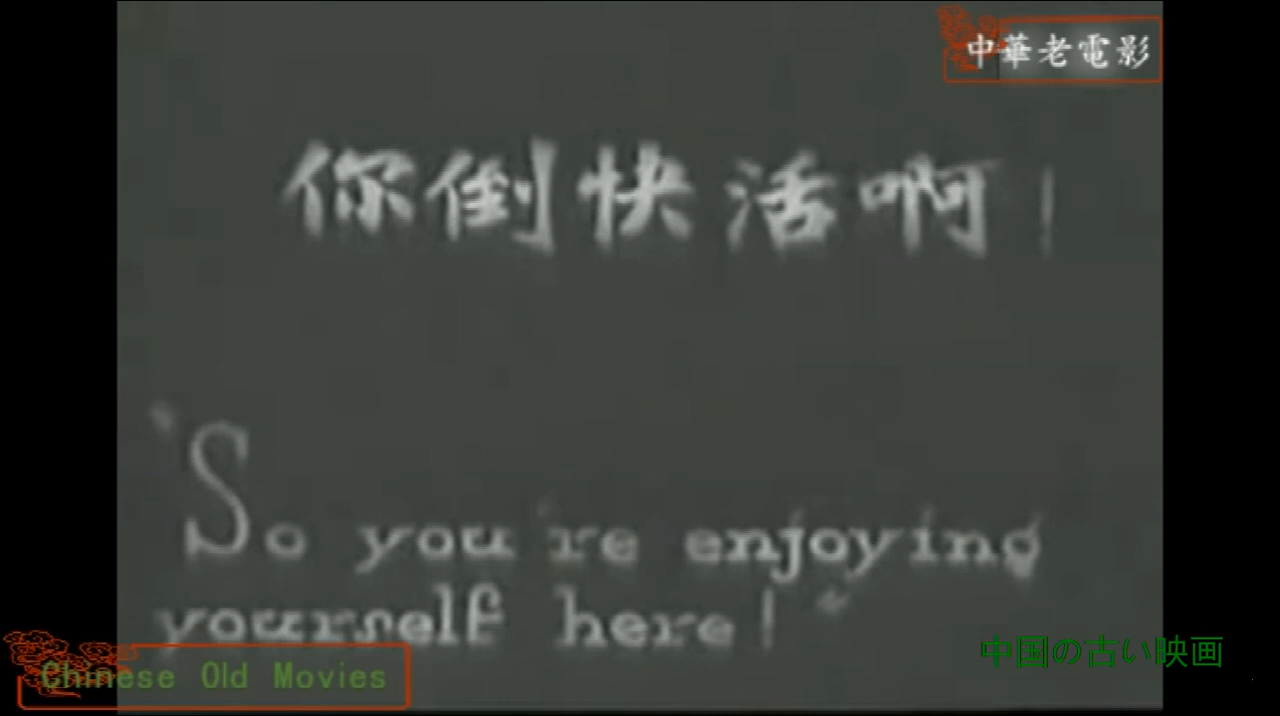 中華老電影
你倒快活啊！
"So you're enjoying
yourself here!"
Chinese Old Movies
中国の古い映画